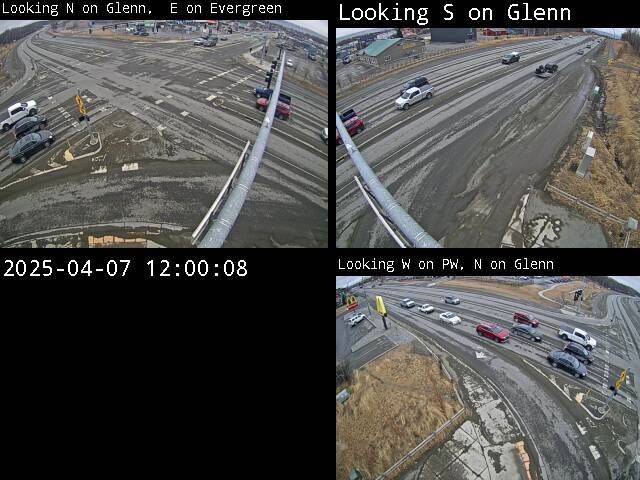 Looking N on Glenn,  E on Evergreen
Looking S on Glenn
2025-04-07 12:00:08
Looking W on PW, N on Glenn